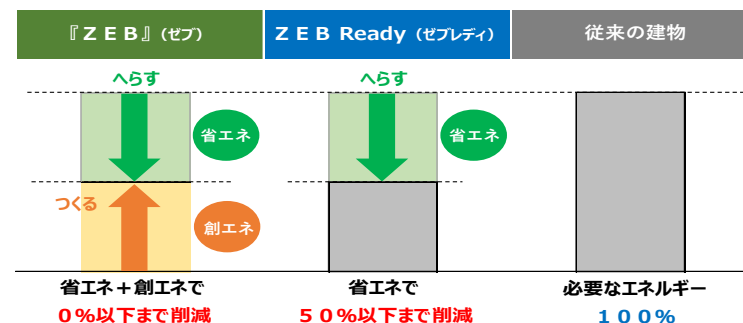 『ＺＥＢ』（ゼブ）
ＺＥＢ Ready（ゼブレディ）
従来の建物
へらす
省エネ
つくる
創エネ
省エネ＋創エネで
０％以下まで削減
へらす
省エネ
省エネで
５０％以下まで削減
必要なエネルギー
１００％